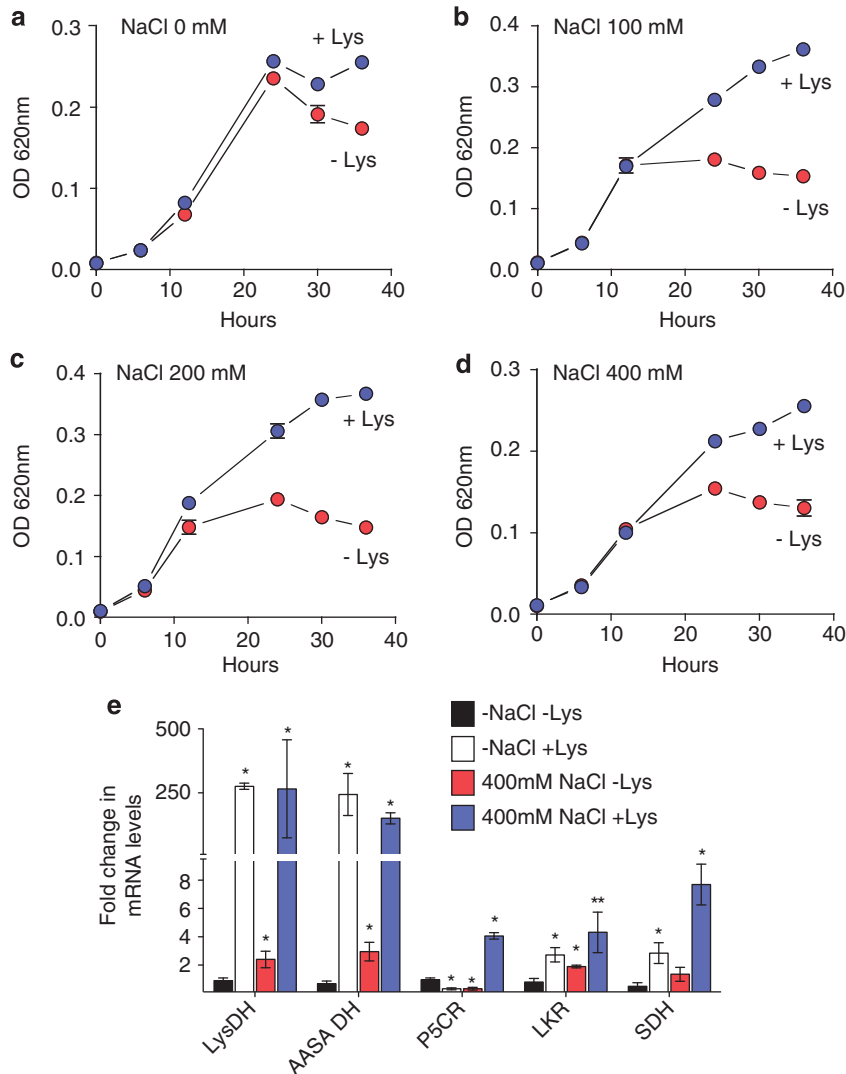 a
NaCl 0 mM
0.3
0.2
0.1
0.0
OD 620nm
+ Lys
- Lys
0 10 20 30 40
Hours
b
NaCl 100 mM
0.4
0.3
0.2
0.1
0.0
OD 620nm
+ Lys
- Lys
0 10 20 30 40
Hours
c
NaCl 200 mM
0.4
0.3
0.2
0.1
0.0
OD 620nm
+ Lys
- Lys
0 10 20 30 40
Hours
d
NaCl 400 mM
0.3
0.2
0.1
0.0
OD 620nm
+ Lys
- Lys
0 10 20 30 40
Hours
e
-NaCl -Lys
-NaCl +Lys
400mM NaCl -Lys
400mM NaCl +Lys
Fold change in
mRNA levels
500
250
8
6
4
2
* * * *
* *
* * *
* * **
* *
LysDH
AASA DH
P5CR
LKR
SDH